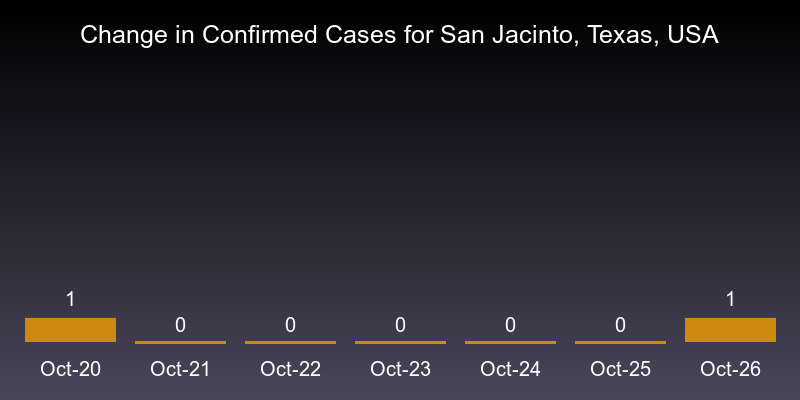 Change in Confirmed Cases for San Jacinto, Texas, USA
1 0 0 0 0 0 1
Oct-20 Oct-21 Oct-22 Oct-23 Oct-24 Oct-25 Oct-26